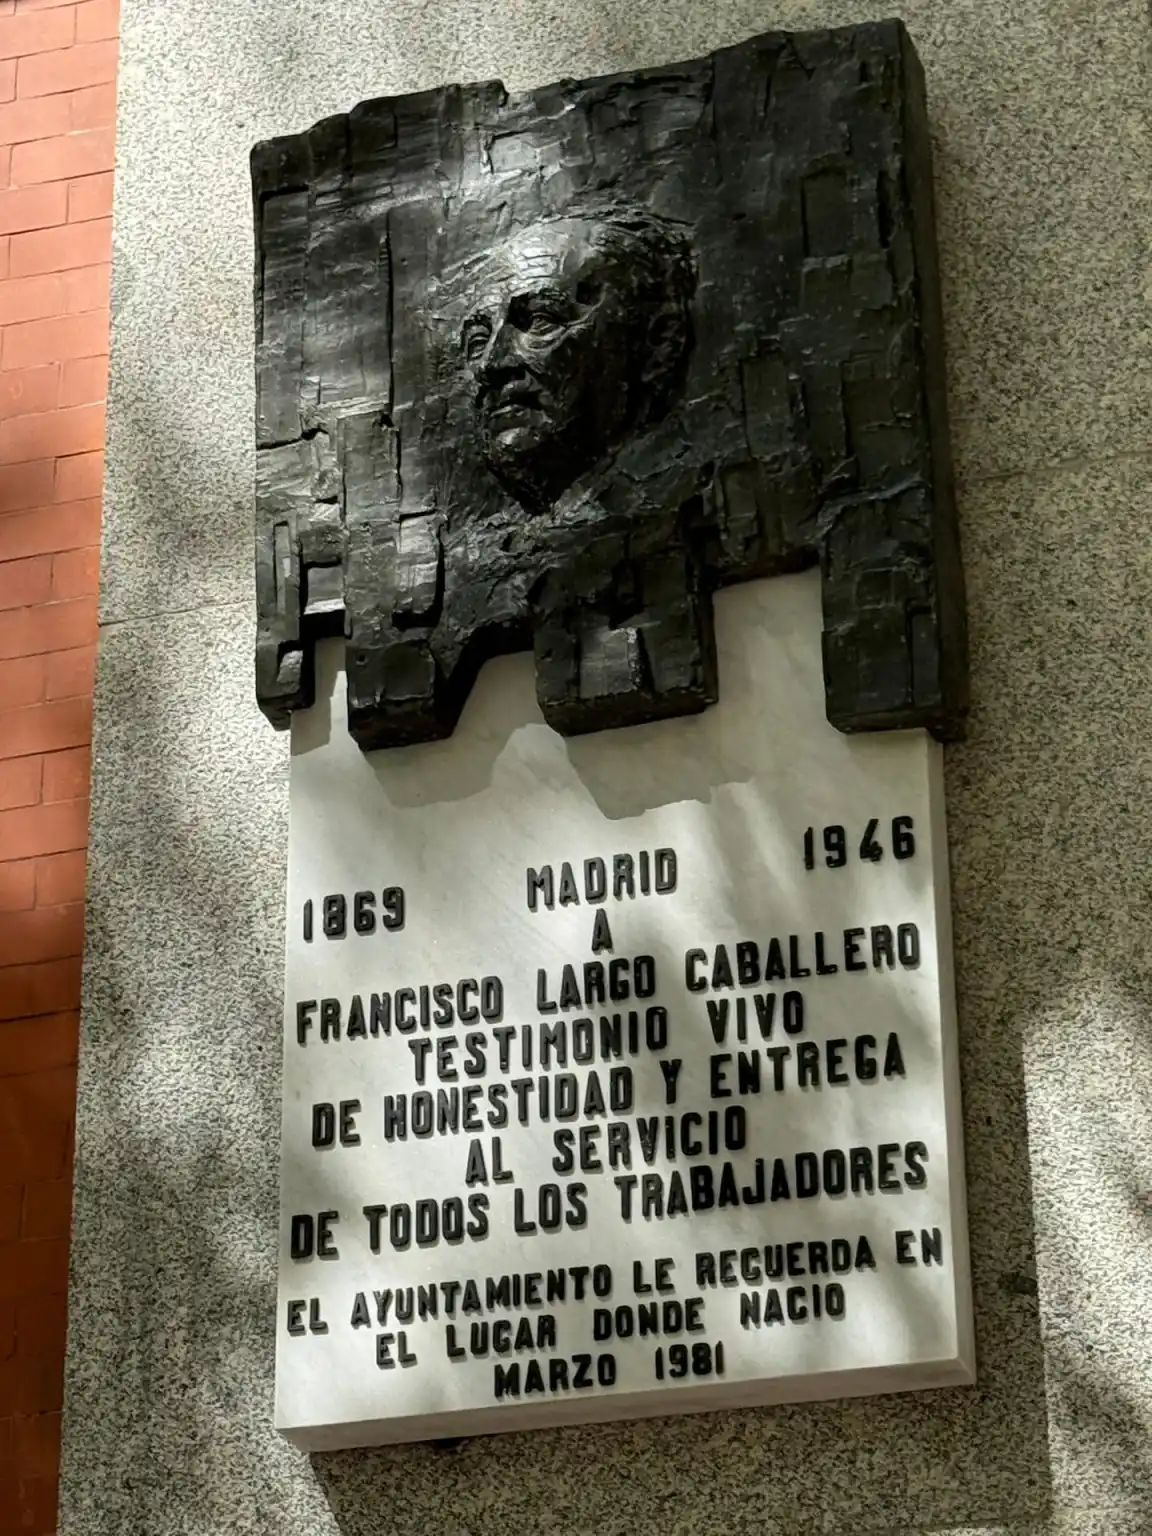 1869 MADRID 1946
A
FRANCISCO LARGO CABALLERO
TESTIMONIO VIVO
DE HONESTIDAD Y ENTREGA
AL SERVICIO
DE TODOS LOS TRABAJADORES
EL AYUNTAMIENTO LE RECUERDA EN
EL LUGAR DONDE NACIO
MARZO 1981